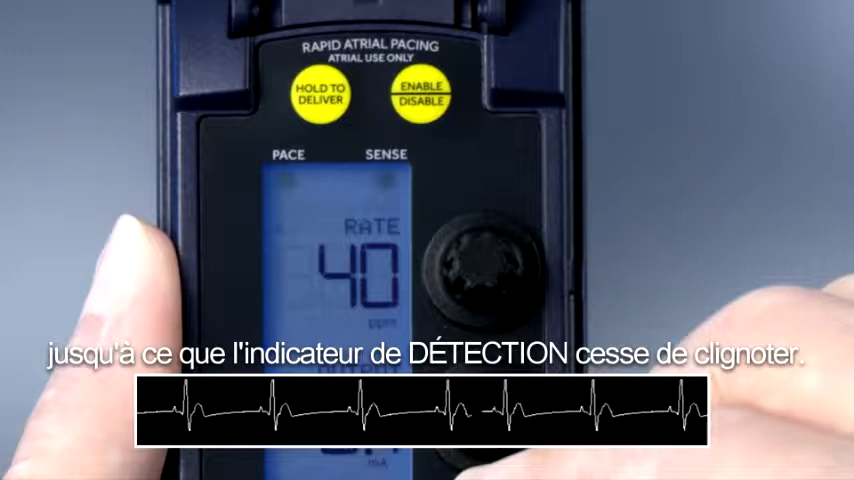 RAPID ATRIAL PACING
ATRIAL USE ONLY
HOLD TO
DELIVER
ENABLE
DISABLE
PACE
SENSE
RATE
40
ppm
jusqu'à ce que l'indicateur de DÉTECTION cesse de clignoter.
mA